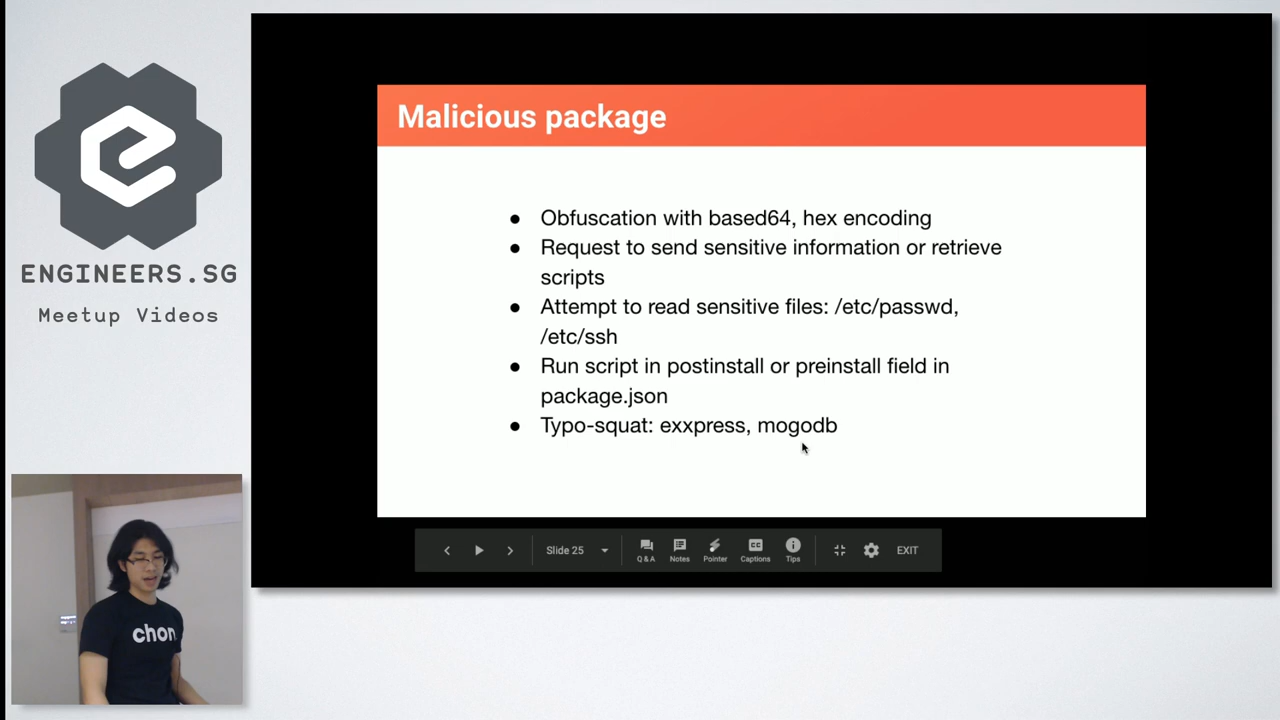 ENGINEERS.SG
Meetup Videos
Malicious package
● Obfuscation with based64, hex encoding
● Request to send sensitive information or retrieve
scripts
● Attempt to read sensitive files: /etc/passwd,
/etc/ssh
● Run script in postinstall or preinstall field in
package.json
● Typo-squat: exxpress, mogodb
Slide 25
Q & A
Notes
Pointer
CC
Captions
Tips
EXIT
chon